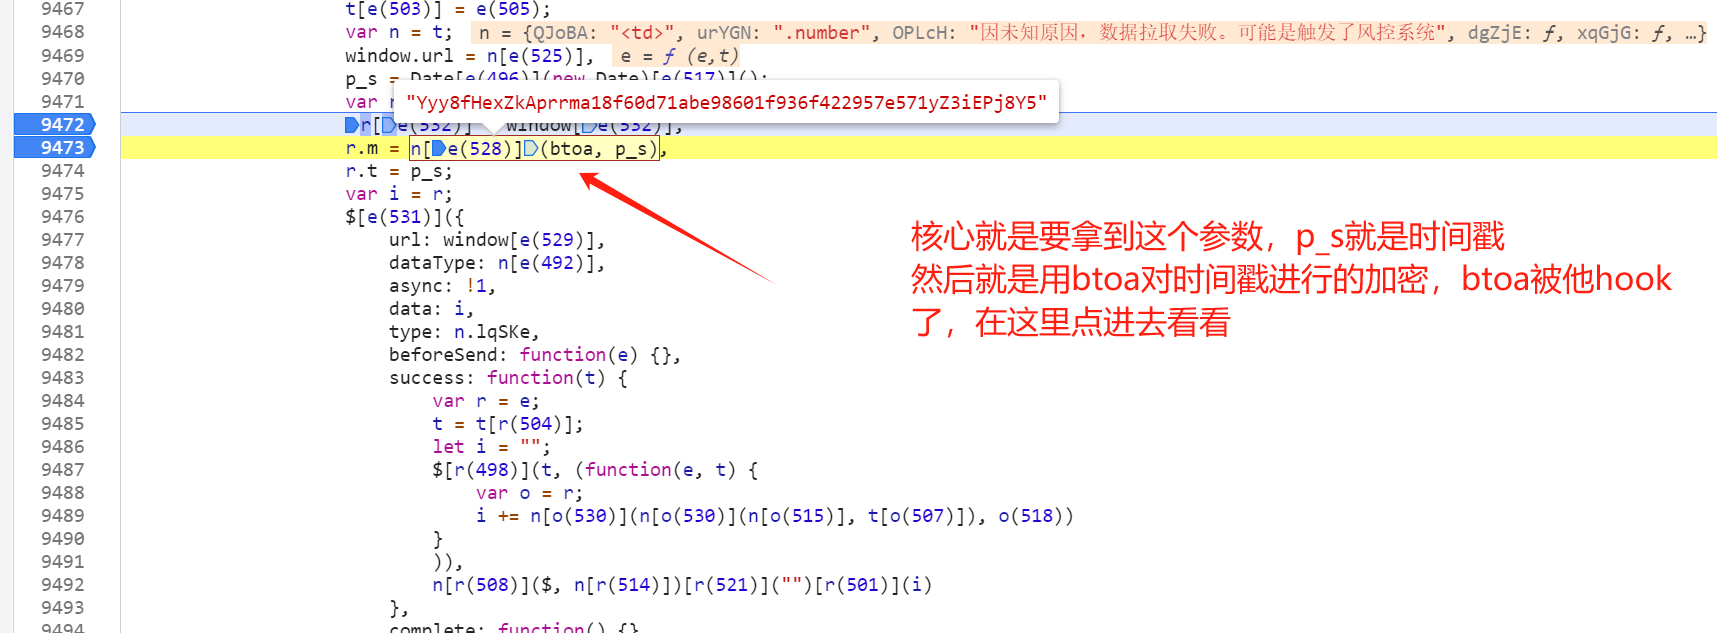 9467 t[e(503)] = e(505);
9468 var n = t; n = {QJoBA: "<td>", urYGN: ".number", OPLcH: "因未知原因，数据拉取失败。可能是触发了风控系统", dgZjE: ƒ, xqGjG: ƒ, …}
9469 window.url = n[e(525)], e = ƒ (e,t)
9470 p_s = Date[e(496)](new Date)[e(517)]();
"Yyy8fHexZkAprrma18f60d71abe98601f936f422957e571yZ3iEPj8Y5"
9471 var r
9472 r[e(532)] window[e(532)],
9473 r.m = n[e(528)](btoa, p_s),
9474 r.t = p_s;
9475 var i = r;
9476 $[e(531)]({
9477 url: window[e(529)],
9478 dataType: n[e(492)],
9479 async: !1,
9480 data: i,
9481 type: n.lqSKe,
9482 beforeSend: function(e) {},
9483 success: function(t) {
9484 var r = e;
9485 t = t[r(504)];
9486 let i = "";
9487 $[r(498)](t, (function(e, t) {
9488 var o = r;
9489 i += n[o(530)](n[o(530)](n[o(515)], t[o(507)]), o(518))
9490 }
9491 )),
9492 n[r(508)]($, n[r(514)])[r(521)]("")[r(501)](i)
9493 },
9494 complete: function() {}
核心就是要拿到这个参数，p_s就是时间戳
然后就是用btoa对时间戳进行的加密，btoa被他hook
了，在这里点进去看看